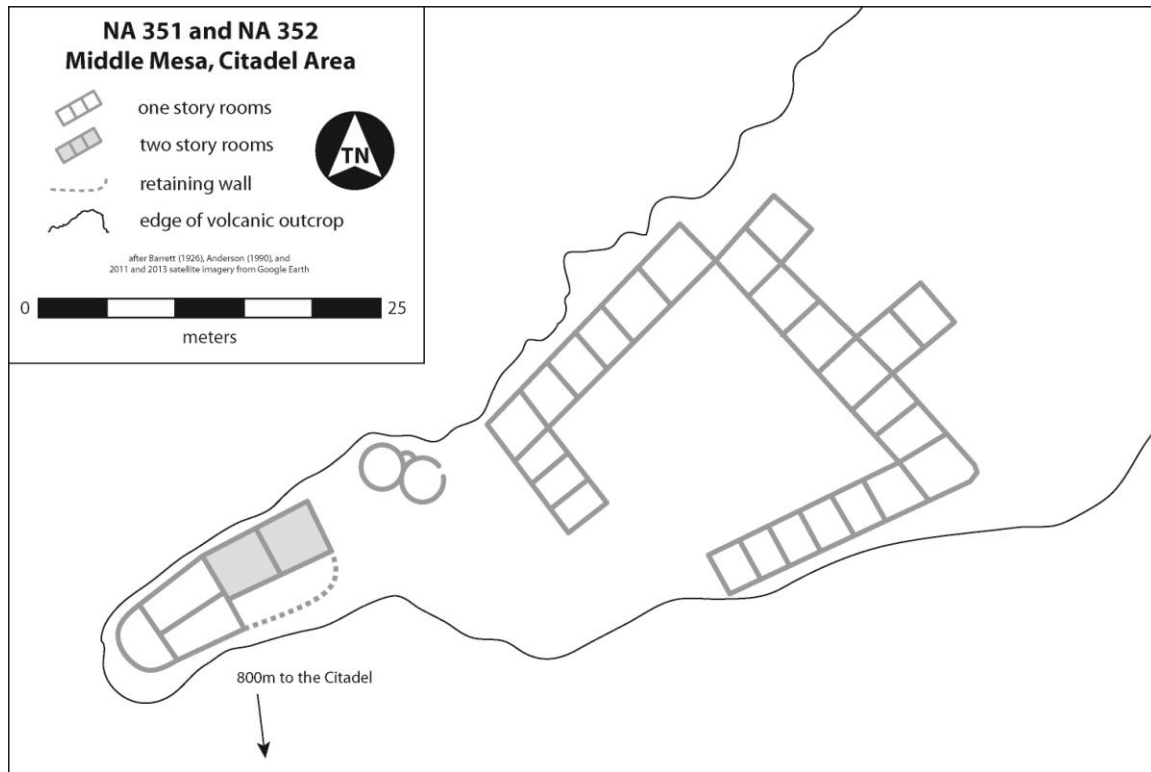 NA 351 and NA 352
Middle Mesa, Citadel Area
one story rooms
two story rooms
TN
retaining wall
edge of volcanic outcrop
after Barrett (1926), Anderson (1990), and
2011 and 2013 satellite imagery from Google Earth
0 25
meters
800m to the Citadel